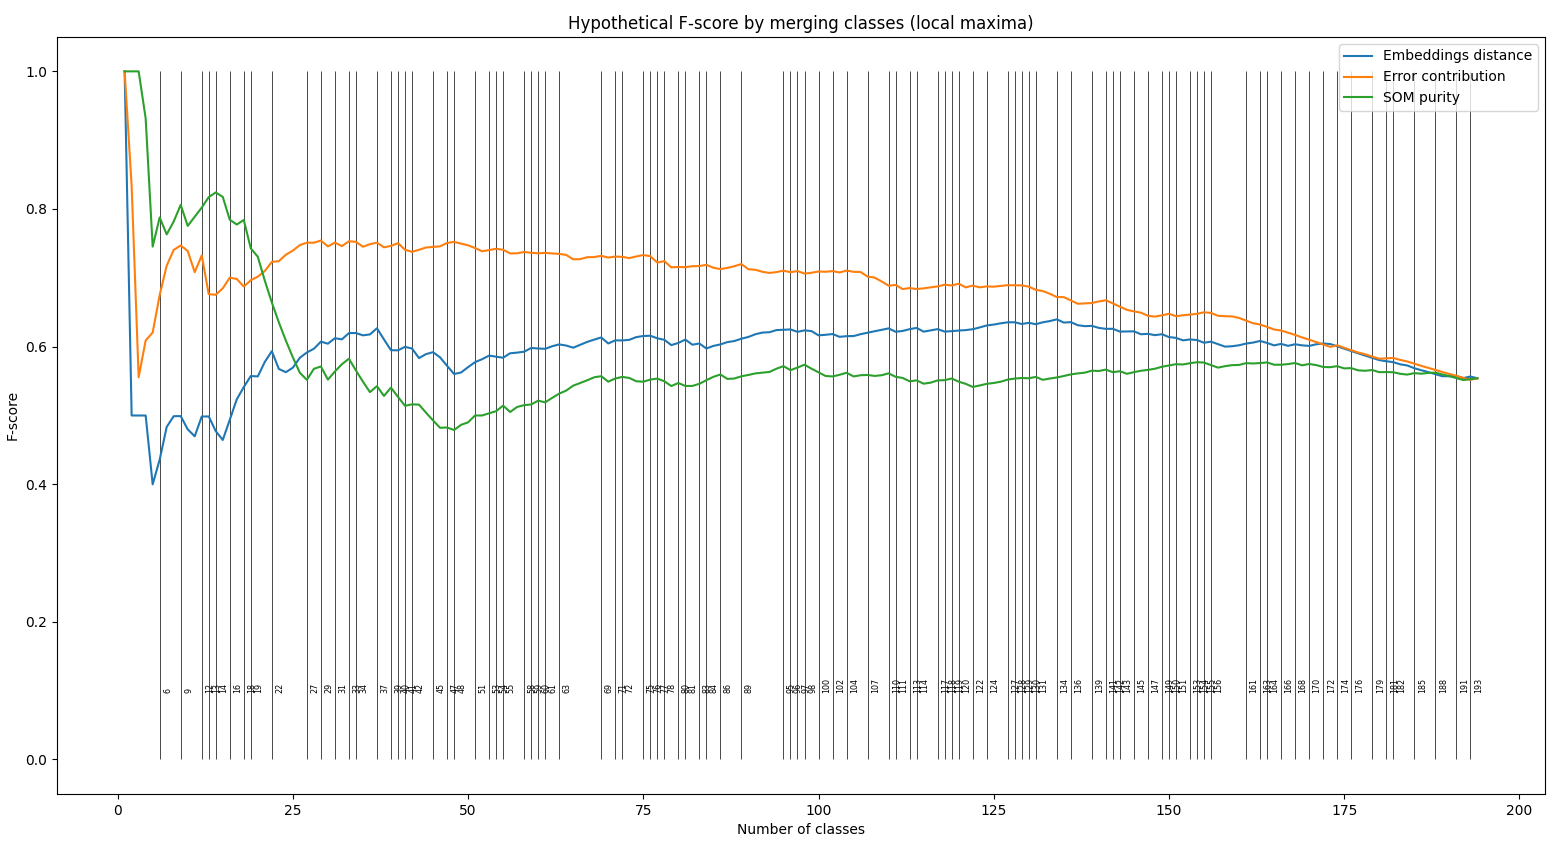 Hypothetical F-score by merging classes (local maxima)
Embeddings distance
Error contribution
SOM purity
F-score
1.0
0.8
0.6
0.4
0.2
0.0
6 9 12 13 14 16 18 19 22 27 29 31 33 34 37 39 40 41 42 45 47 48 51 53 54 55 58 59 60 61 63 69 71 72 75 76 77 78 80 81 83 84 86 89 95 96 97 98 100 102 104 107 110 111 113 114 117 118 119 120 122 124 127 128 129 130 131 134 136 139 141 142 143 145 147 149 150 151 153 154 155 156 161 163 164 166 168 170 172 174 176 179 181 182 185 188 191 193
0 25 50 75 100 125 150 175 200
Number of classes